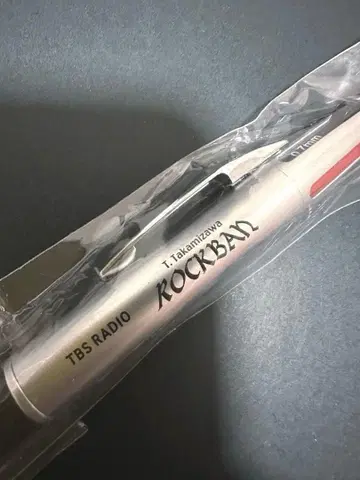 TBS RADIO
T. Takamizawa
ROCKBAN
0.7mm